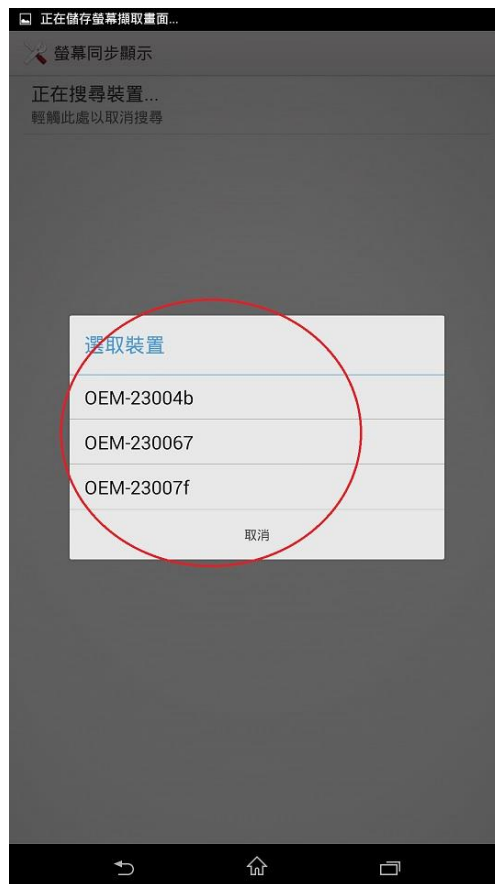 正在儲存螢幕擷取畫面...
螢幕同步顯示
正在搜尋裝置...
輕觸此處以取消搜尋
選取裝置
OEM-23004b
OEM-230067
OEM-23007f
取消